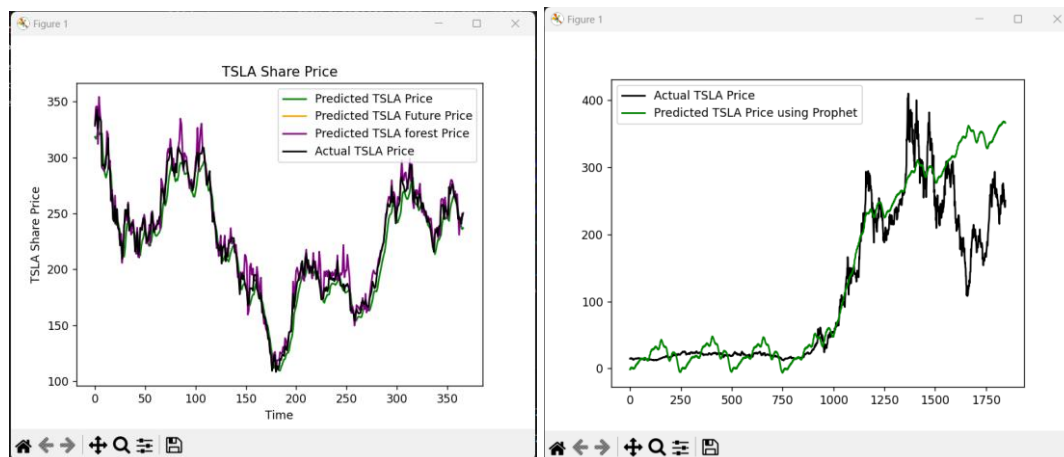 Figure 1
TSLA Share Price
Predicted TSLA Price
Predicted TSLA Future Price
Predicted TSLA forest Price
Actual TSLA Price
TSLA Share Price
350
300
250
200
150
100
0 50 100 150 200 250 300 350
Time
Figure 1
Actual TSLA Price
Predicted TSLA Price using Prophet
400
300
200
100
0
0 250 500 750 1000 1250 1500 1750